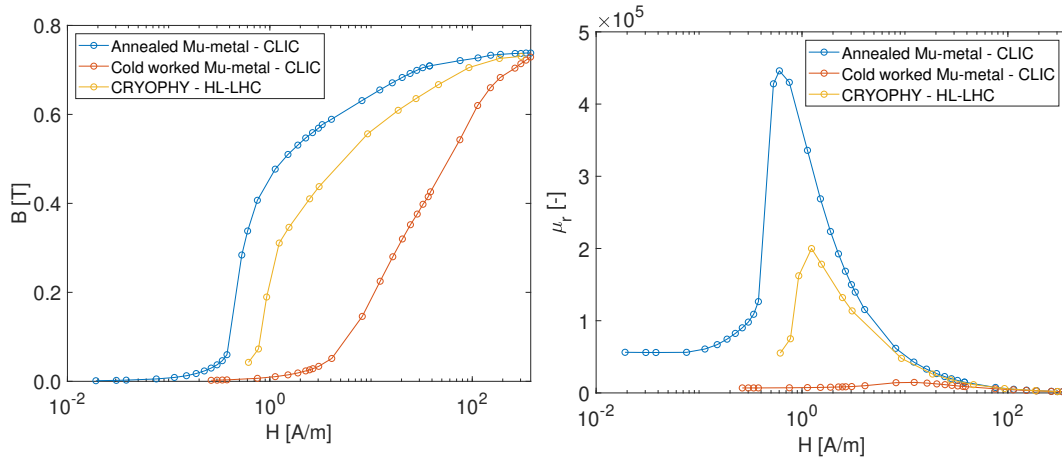 0.8
0.6
0.4
0.2
0.0
B [T]
10-2
100
102
H [A/m]
Annealed Mu-metal - CLIC
Cold worked Mu-metal - CLIC
CRYOPHY - HL-LHC
×105
5
4
3
2
1
0
μr [-]
10-2
100
102
H [A/m]
Annealed Mu-metal - CLIC
Cold worked Mu-metal - CLIC
CRYOPHY - HL-LHC